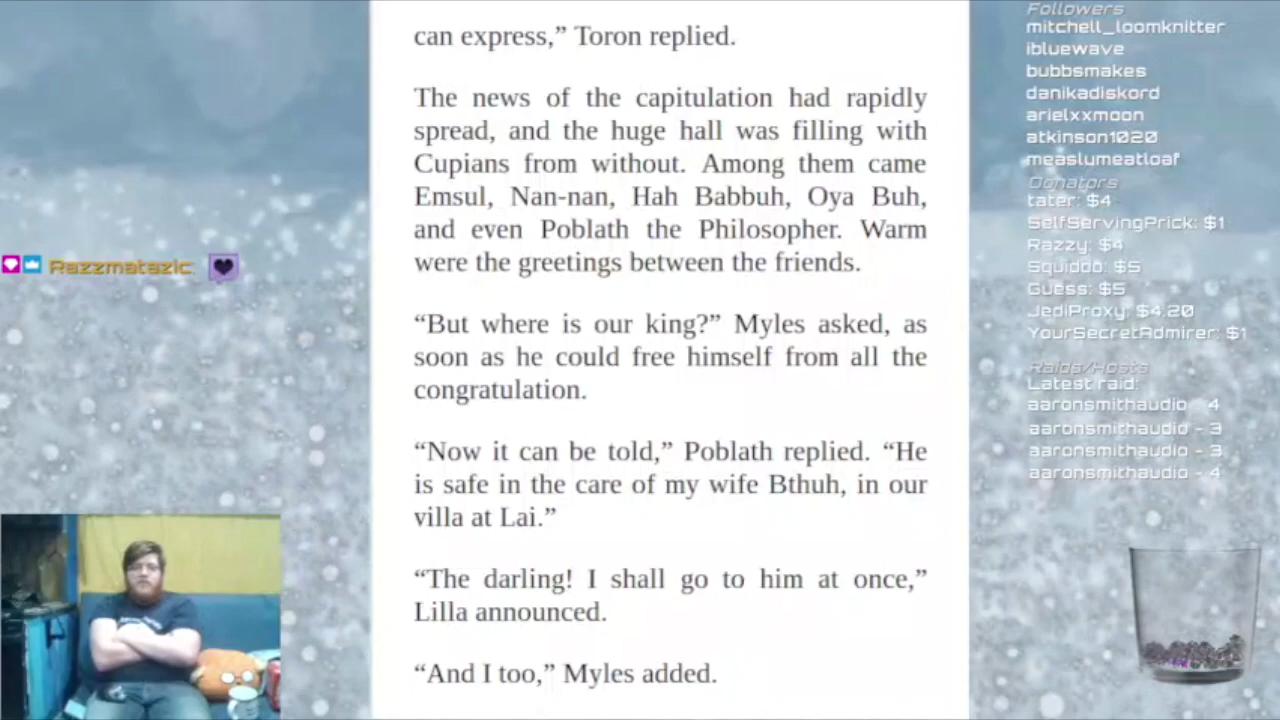 can express,” Toron replied.
The news of the capitulation had rapidly
spread, and the huge hall was filling with
Cupians from without. Among them came
Emsul, Nan-nan, Hah Babbuh, Oya Buh,
and even Poblath the Philosopher. Warm
were the greetings between the friends.
“But where is our king?” Myles asked, as
soon as he could free himself from all the
congratulation.
“Now it can be told,” Poblath replied. “He
is safe in the care of my wife Bthuh, in our
villa at Lai.”
“The darling! I shall go to him at once,”
Lilla announced.
“And I too,” Myles added.
Razzmatazic:
Followers
mitchell_loomknitter
ibluewave
bubbsmakes
danikadiskord
arielxxmoon
atkinson1020
measlymeatloaf
Donators
tater: $4
SelfServingPrick: $1
Razzy: $4
Squidoo: $5
Guess: $5
JediProxy: $4.20
YourSecretAdmirer: $1
Raids/Hosts
Latest raid:
aaronsmithaudio - 4
aaronsmithaudio - 3
aaronsmithaudio - 3
aaronsmithaudio - 4